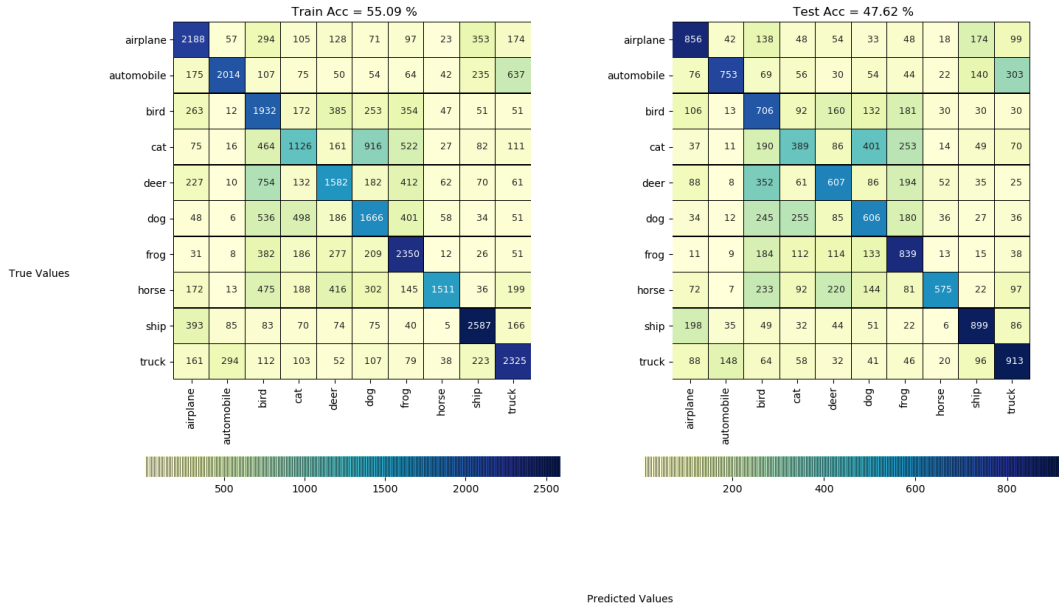 Train Acc = 55.09 %
airplane 2188 57 294 105 128 71 97 23 353 174
automobile 175 2014 107 75 50 54 64 42 235 637
bird 263 12 1932 172 385 253 354 47 51 51
cat 75 16 464 1126 161 916 522 27 82 111
deer 227 10 754 132 1582 182 412 62 70 61
dog 48 6 536 498 186 1666 401 58 34 51
frog 31 8 382 186 277 209 2350 12 26 51
horse 172 13 475 188 416 302 145 1511 36 199
ship 393 85 83 70 74 75 40 5 2587 166
truck 161 294 112 103 52 107 79 38 223 2325
airplane automobile bird cat deer dog frog horse ship truck
500 1000 1500 2000 2500
Test Acc = 47.62 %
airplane 856 42 138 48 54 33 48 18 174 99
automobile 76 753 69 56 30 54 44 22 140 303
bird 106 13 706 92 160 132 181 30 30 30
cat 37 11 190 389 86 401 253 14 49 70
deer 88 8 352 61 607 86 194 52 35 25
dog 34 12 245 255 85 606 180 36 27 36
frog 11 9 184 112 114 133 839 13 15 38
horse 72 7 233 92 220 144 81 575 22 97
ship 198 35 49 32 44 51 22 6 899 86
truck 88 148 64 58 32 41 46 20 96 913
airplane automobile bird cat deer dog frog horse ship truck
200 400 600 800
True Values
Predicted Values